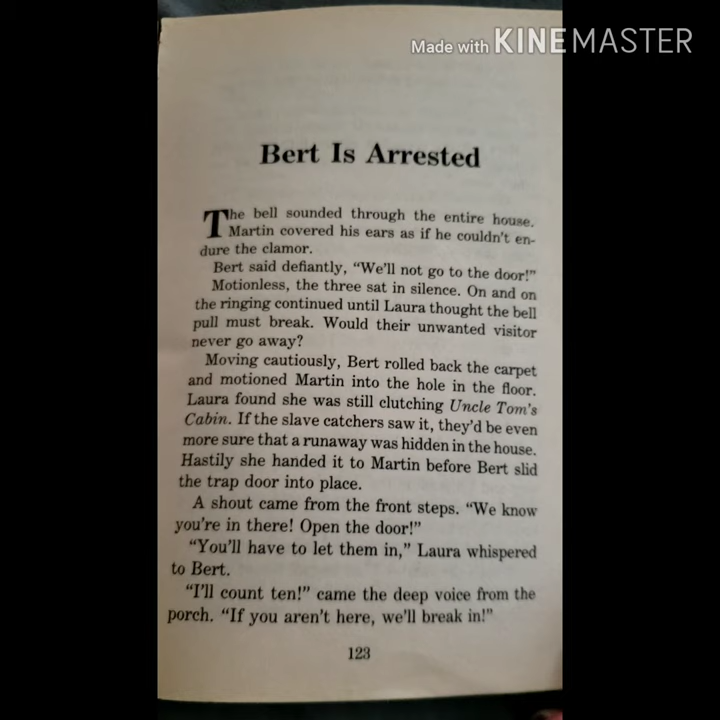 Made with KINEMASTER
Bert Is Arrested
The bell sounded through the entire house.
Martin covered his ears as if he couldn't en-
dure the clamor.
Bert said defiantly, “We'll not go to the door!”
Motionless, the three sat in silence. On and on
the ringing continued until Laura thought the bell
pull must break. Would their unwanted visitor
never go away?
Moving cautiously, Bert rolled back the carpet
and motioned Martin into the hole in the floor.
Laura found she was still clutching Uncle Tom's
Cabin. If the slave catchers saw it, they'd be even
more sure that a runaway was hidden in the house.
Hastily she handed it to Martin before Bert slid
the trap door into place.
A shout came from the front steps. “We know
you're in there! Open the door!”
“You'll have to let them in,” Laura whispered
to Bert.
“I'll count ten!” came the deep voice from the
porch. “If you aren't here, we'll break in!”
123